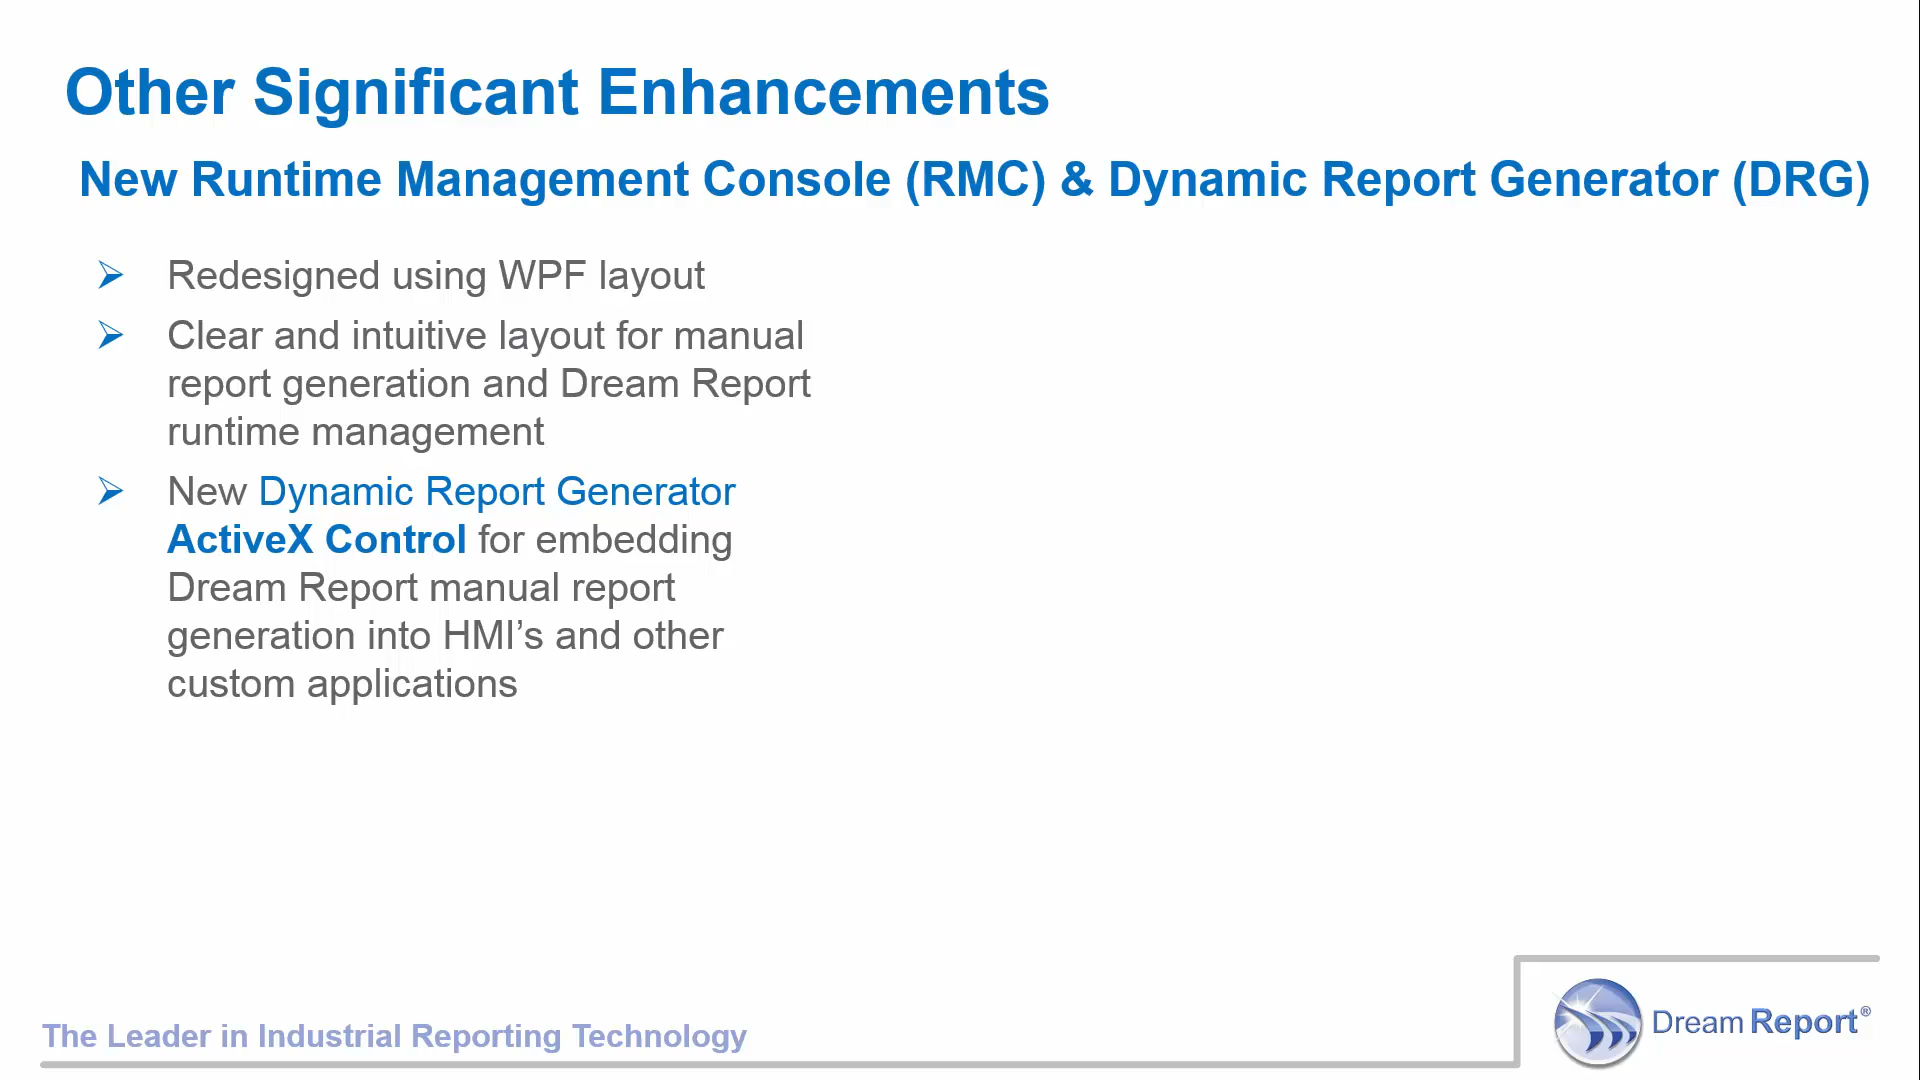 Other Significant Enhancements
New Runtime Management Console (RMC) & Dynamic Report Generator (DRG)
Redesigned using WPF layout
Clear and intuitive layout for manual
report generation and Dream Report
runtime management
New Dynamic Report Generator
ActiveX Control for embedding
Dream Report manual report
generation into HMI’s and other
custom applications
The Leader in Industrial Reporting Technology
Dream Report®